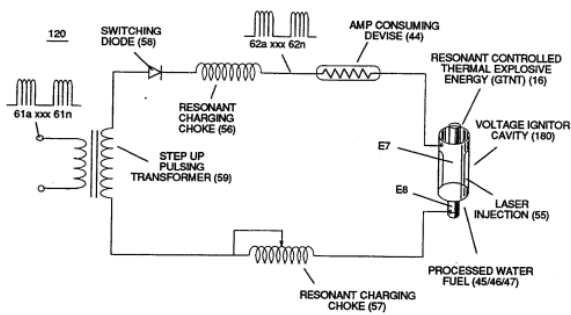 120
SWITCHING
DIODE (58)
62a xxx 62n
AMP CONSUMING
DEVISE (44)
RESONANT CONTROLLED
THERMAL EXPLOSIVE
ENERGY (GTNT) (16)
61a xxx 61n
RESONANT
CHARGING
CHOKE (56)
VOLTAGE IGNITOR
CAVITY (180)
E7
STEP UP
PULSING
TRANSFORMER (59)
E8
LASER
INJECTION (55)
PROCESSED WATER
FUEL (45/46/47)
RESONANT CHARGING
CHOKE (57)